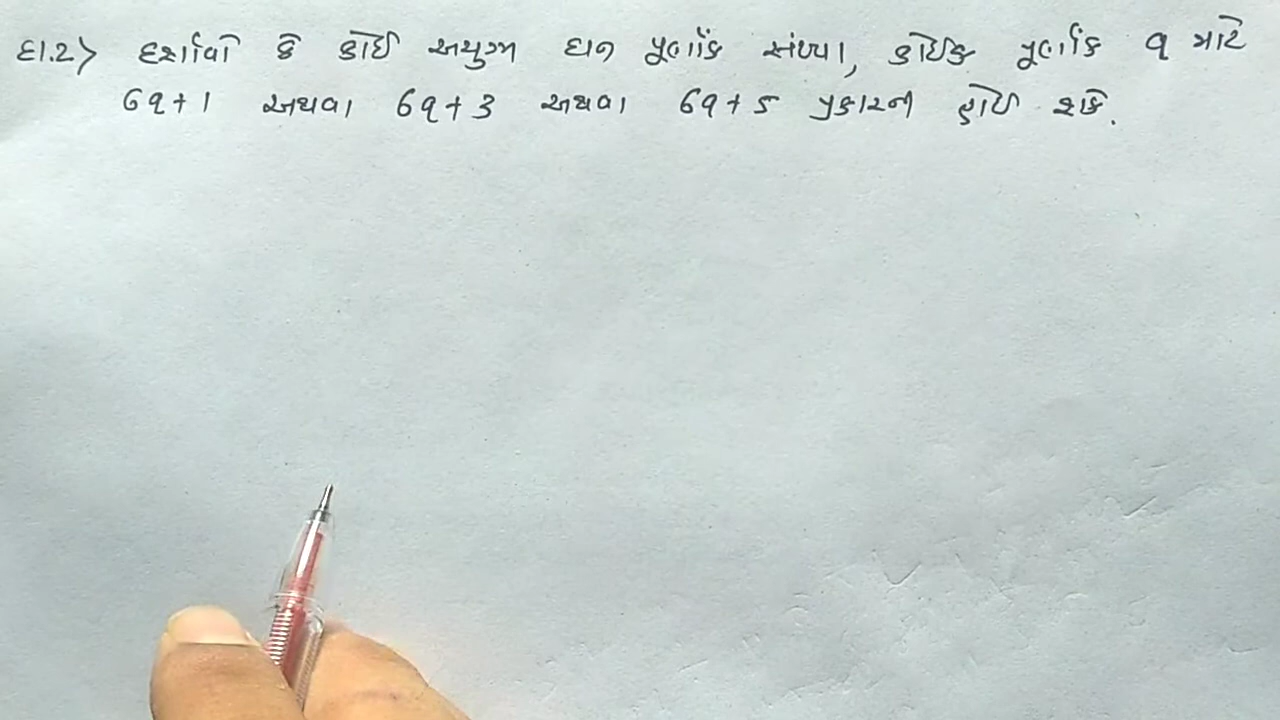 દા.2> દર્શાવો કે કોઈ અયુગ્મ ધન પૂર્ણાંક સંખ્યા, કોઈક પૂર્ણાંક q માટે
6q+1 અથવા 6q+3 અથવા 6q+5 પ્રકારની હોઈ શકે.